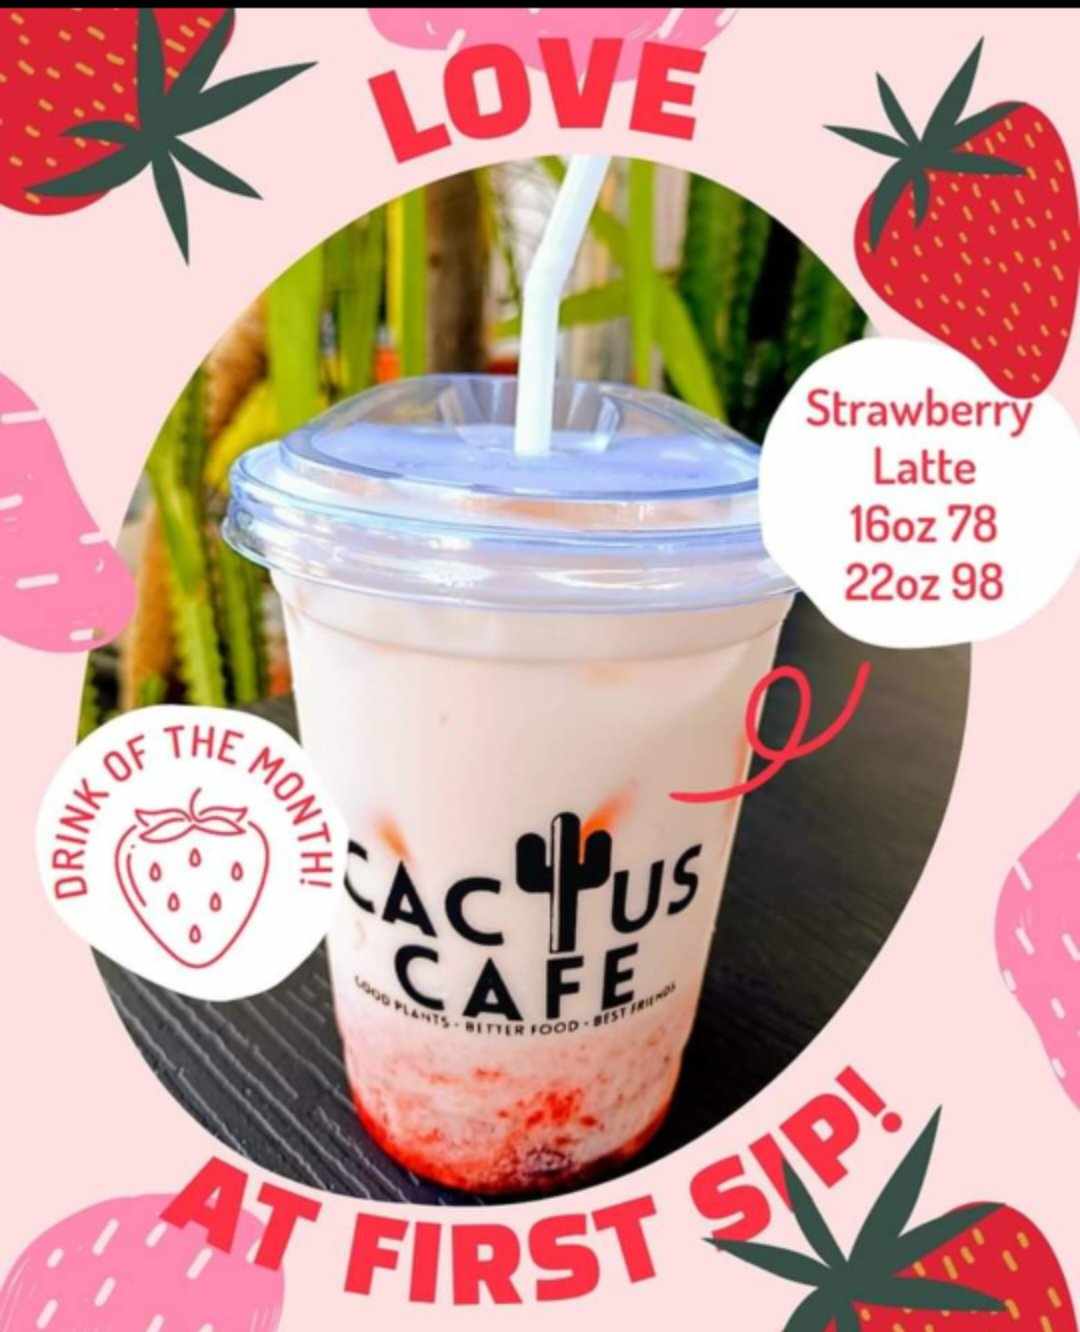 LOVE
Strawberry
Latte
16oz 78
22oz 98
DRINK OF THE MONTH!
CACTUS
CAFE
GOOD PLANTS - BETTER FOOD - BEST FRIENDS
AT FIRST SIP!